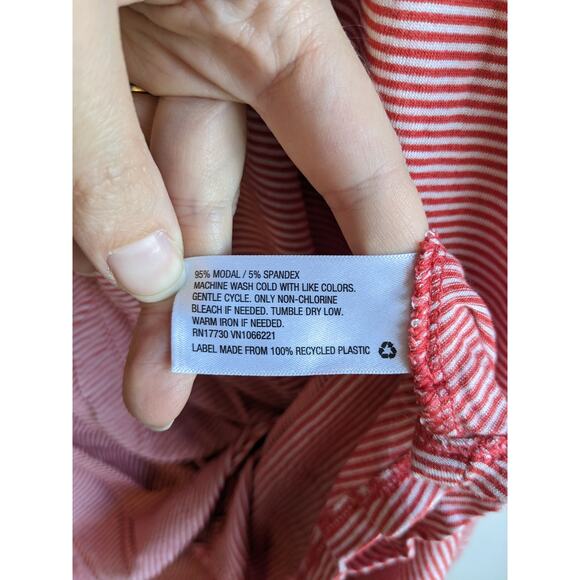 95% MODAL / 5% SPANDEX
MACHINE WASH COLD WITH LIKE COLORS.
GENTLE CYCLE. ONLY NON-CHLORINE
BLEACH IF NEEDED. TUMBLE DRY LOW.
WARM IRON IF NEEDED.
RN17730 VN1066221
LABEL MADE FROM 100% RECYCLED PLASTIC